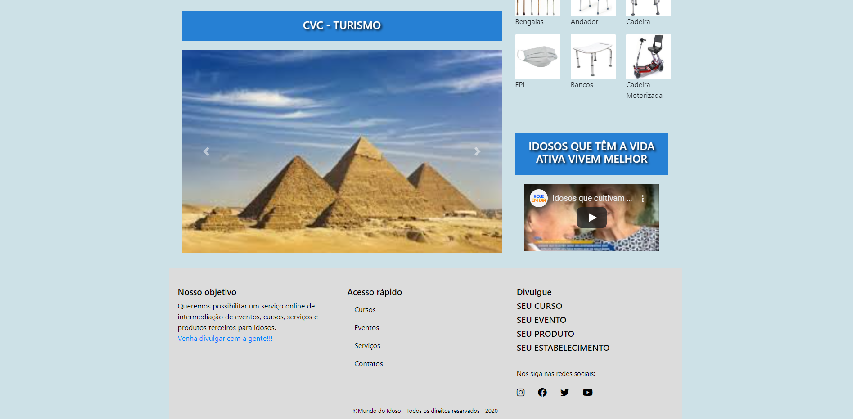 CVC - TURISMO
Bengalas
Andador
Cadeira
EPI
Bancos
Cadeira
Motorizada
IDOSOS QUE TÊM A VIDA
ATIVA VIVEM MELHOR
Idosos que cultivam ...
Nosso objetivo
Queremos possibilitar um serviço online de
intermediação de eventos, cursos, serviços e
produtos terceiros para idosos.
Venha divulgar com a gente!!!
Acesso rápido
Cursos
Eventos
Serviços
Contatos
Divulgue
SEU CURSO
SEU EVENTO
SEU PRODUTO
SEU ESTABELECIMENTO
Nos siga nas redes sociais:
Mundo do Idoso - Todos os direitos reservados - 2020